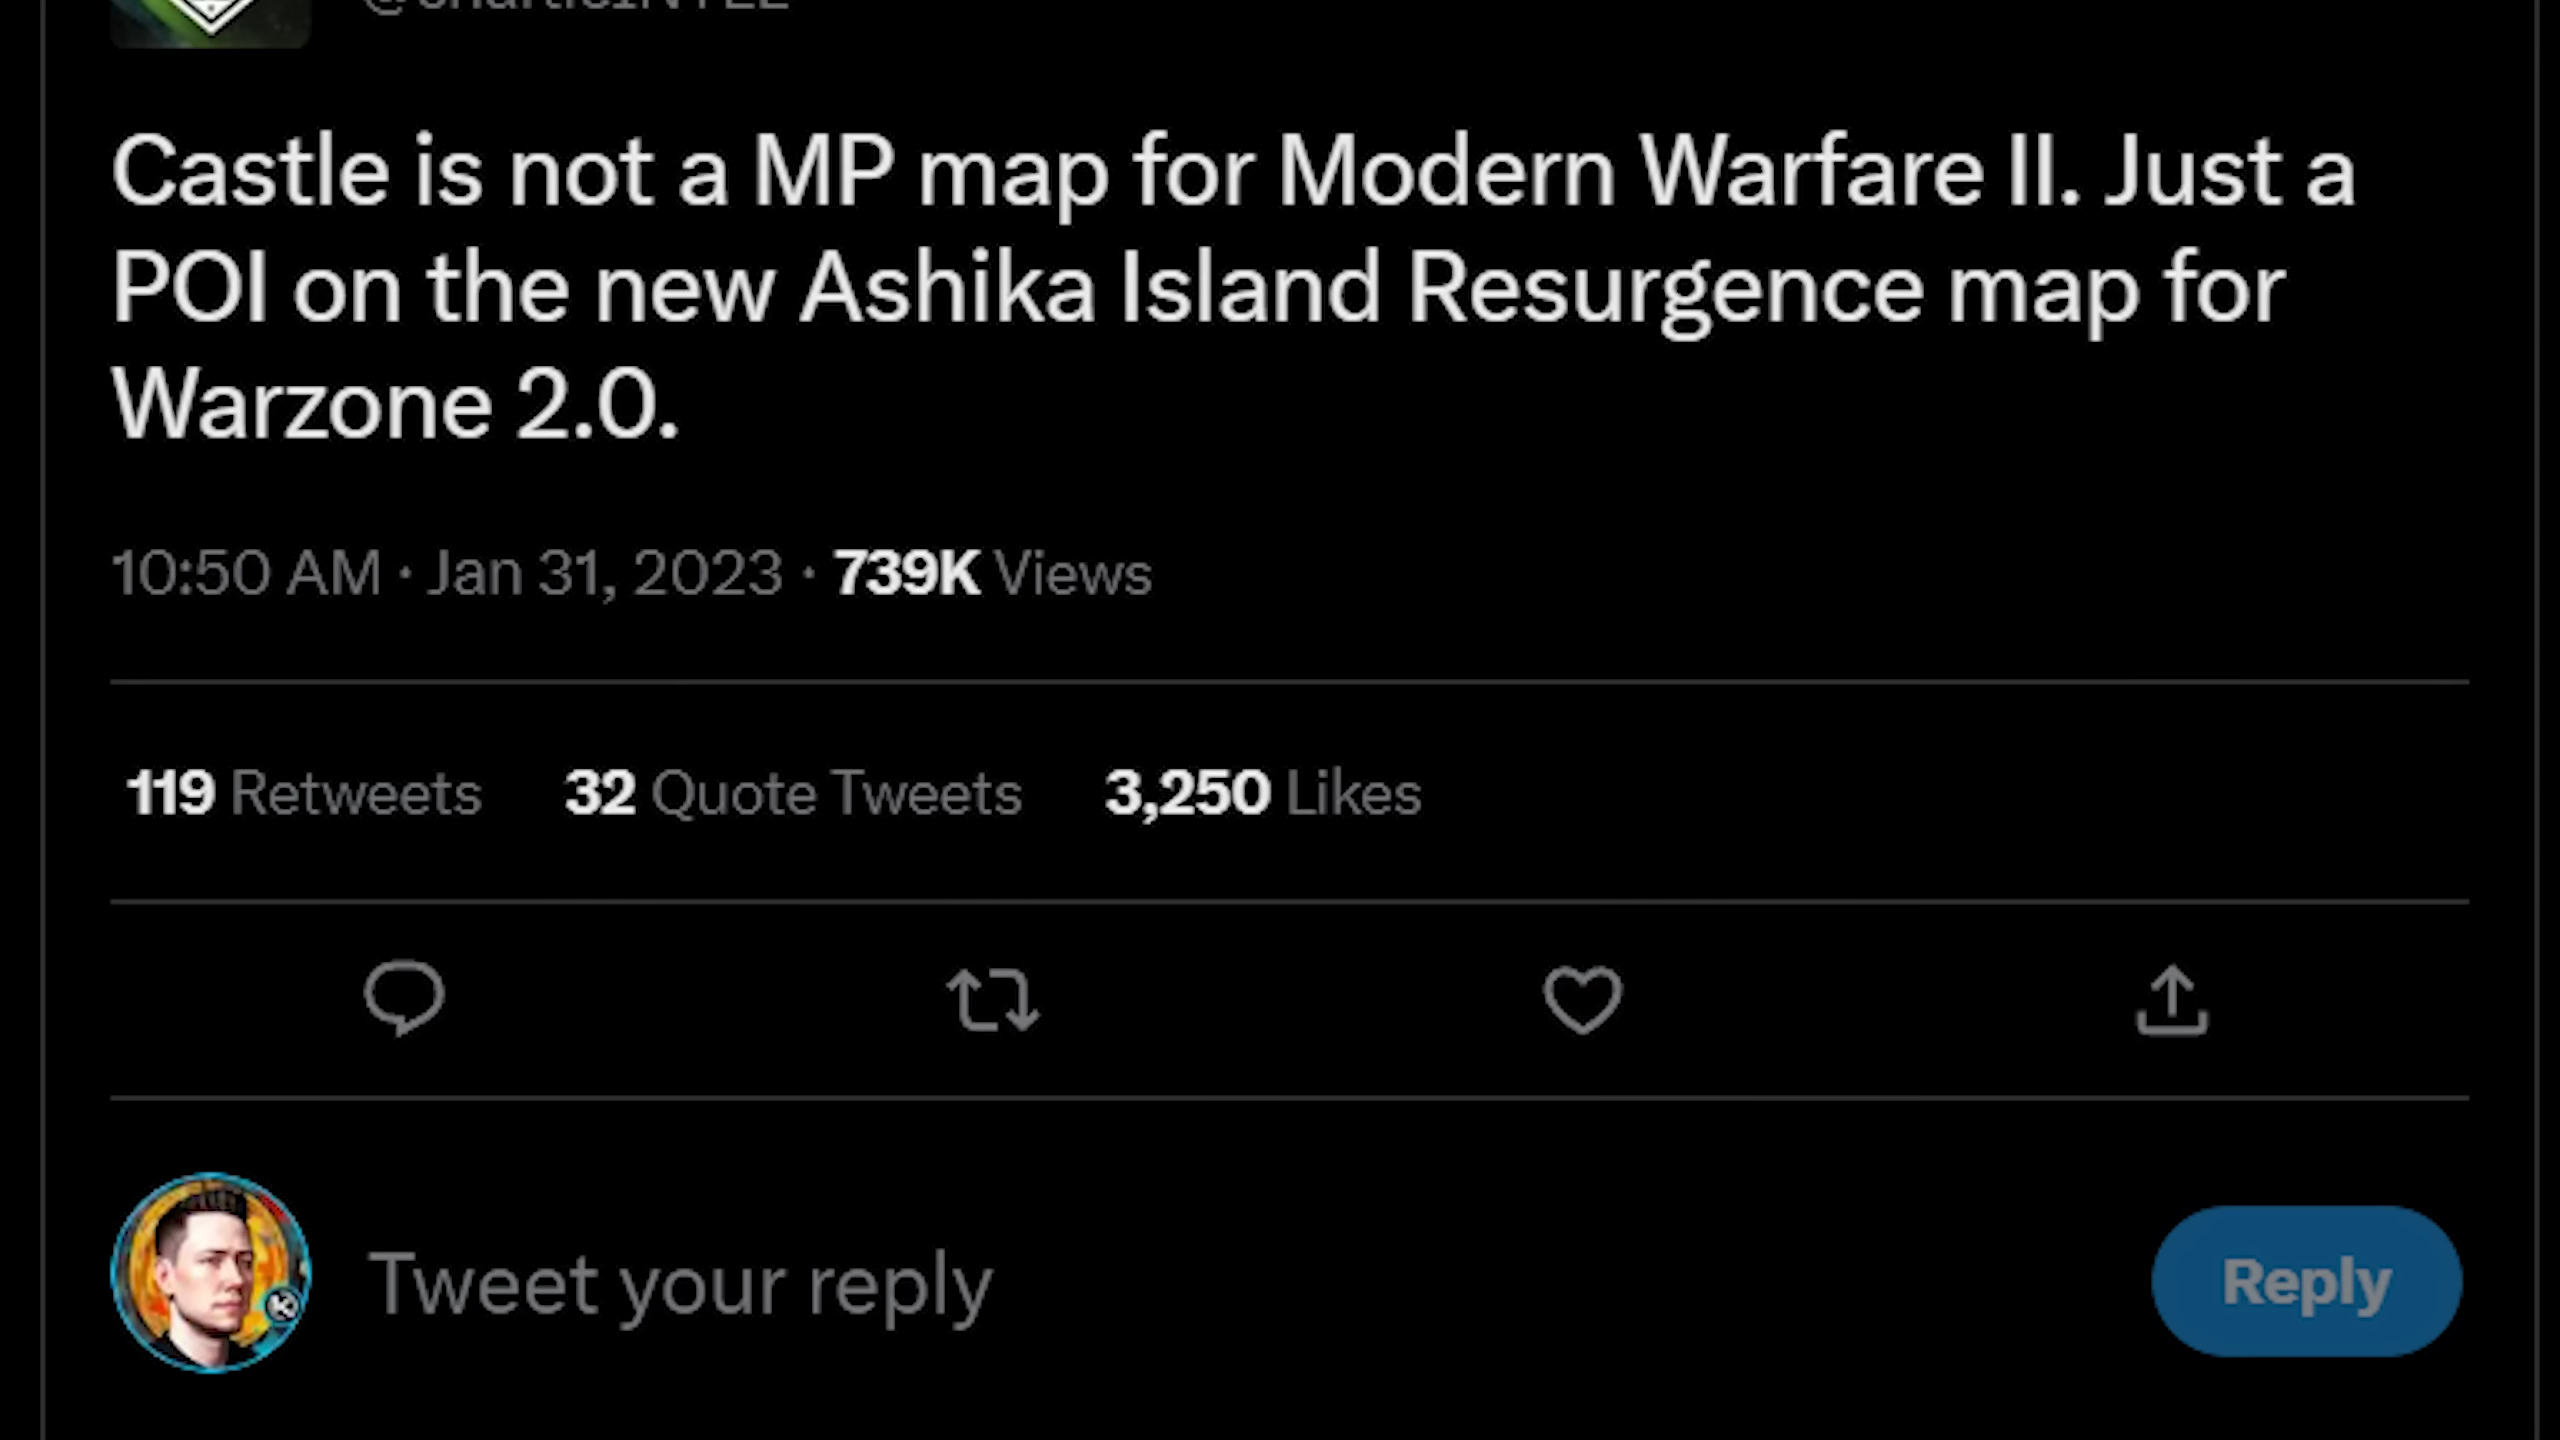 Castle is not a MP map for Modern Warfare II. Just a
POI on the new Ashika Island Resurgence map for
Warzone 2.0.
10:50 AM · Jan 31, 2023 · 739K Views
119 Retweets 32 Quote Tweets 3,250 Likes
Tweet your reply
Reply